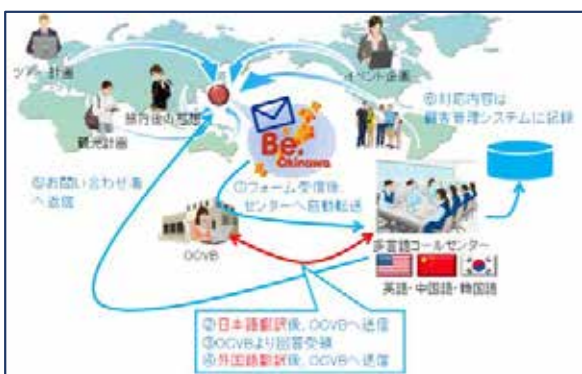 ツアー計画
イベント企画
旅行後の感想
観光計画
Be.
Okinawa
⑥対応内容は
顧客管理システムに記録
⑤お問い合わせ者
へ返信
①フォーム受信後、
センターへ自動転送
OCVB
多言語コールセンター
英語・中国語・韓国語
②日本語翻訳後、OCVBへ送信
③OCVBより回答受領
④外国語翻訳後、OCVBへ送信